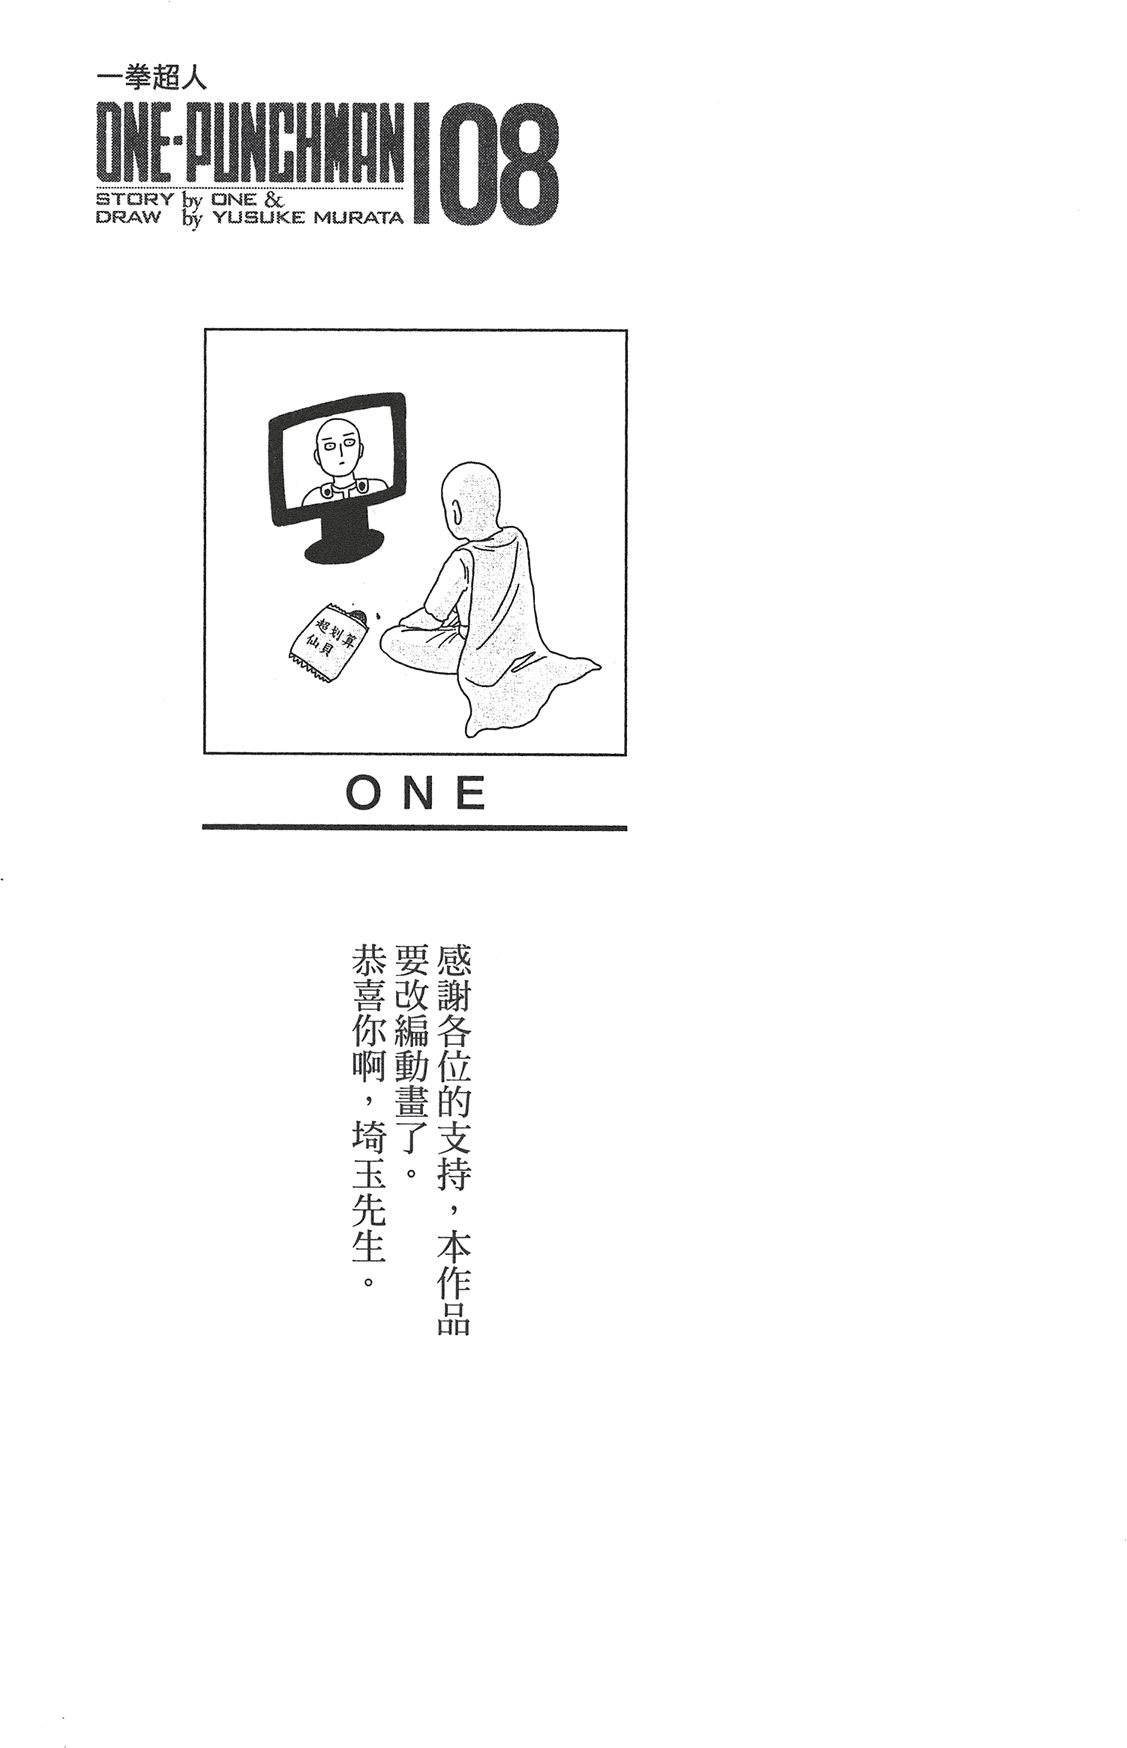 一拳超人
ONE-PUNCHMAN 08
STORY by ONE &
DRAW by YUSUKE MURATA
超划算
仙貝
ONE
感謝各位的支持，本作品
要改編動畫了。
恭喜你啊，埼玉先生。